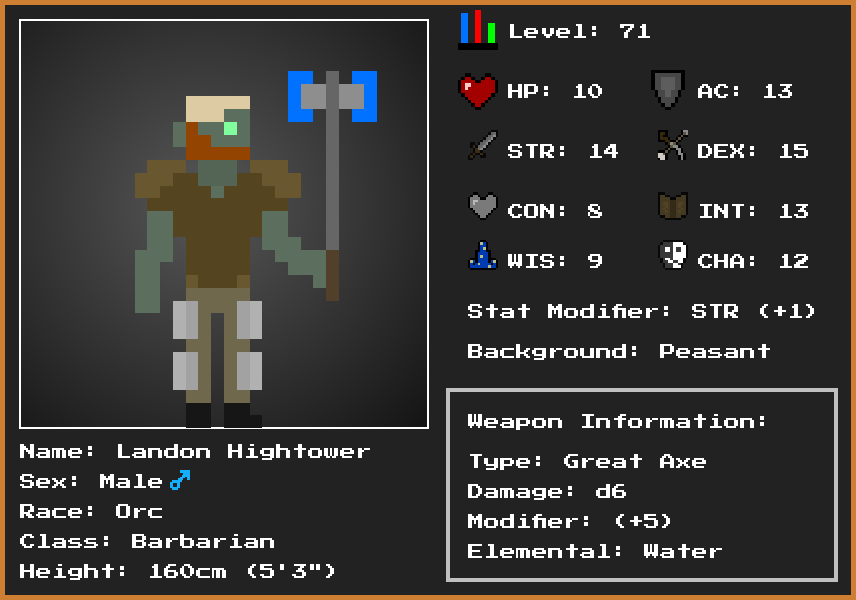 Level: 71
HP: 10
AC: 13
STR: 14
DEX: 15
CON: 8
INT: 13
WIS: 9
CHA: 12
Stat Modifier: STR (+1)
Background: Peasant
Weapon Information:
Type: Great Axe
Damage: d6
Modifier: (+5)
Elemental: Water
Name: Landon Hightower
Sex: Male♂
Race: Orc
Class: Barbarian
Height: 160cm (5'3")